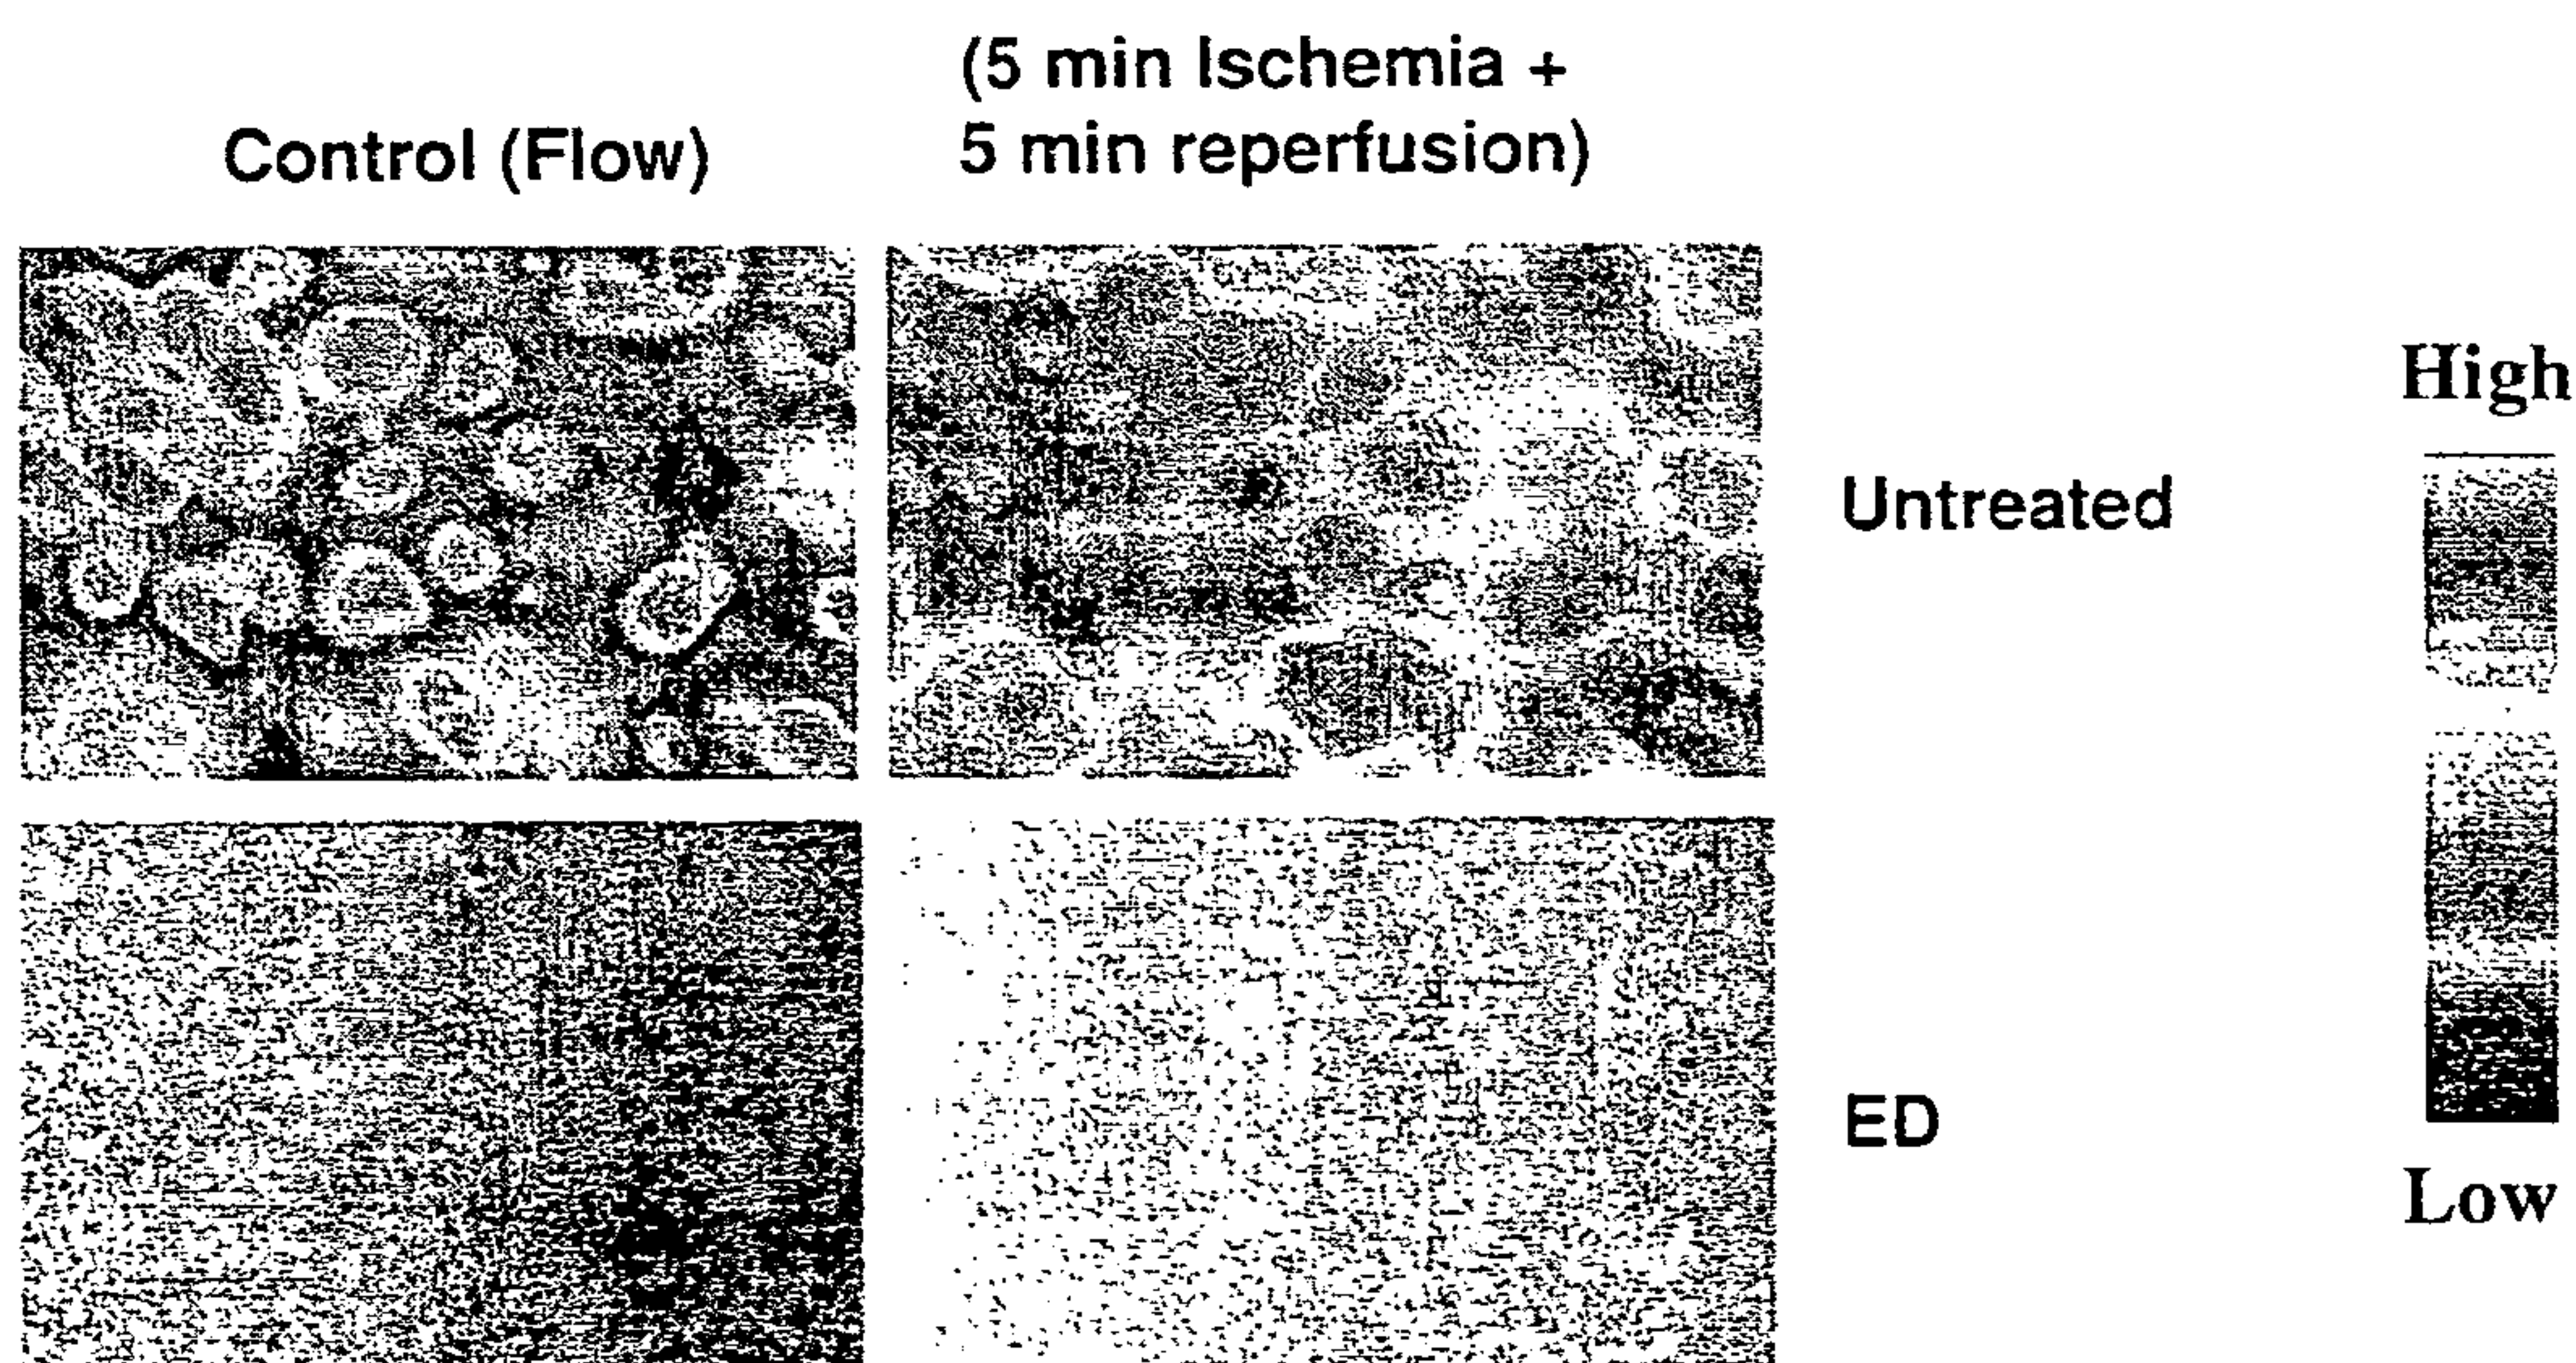 (5 min Ischemia +
Control (Flow)
5 min reperfusion)
High
Untreated
ED
Low